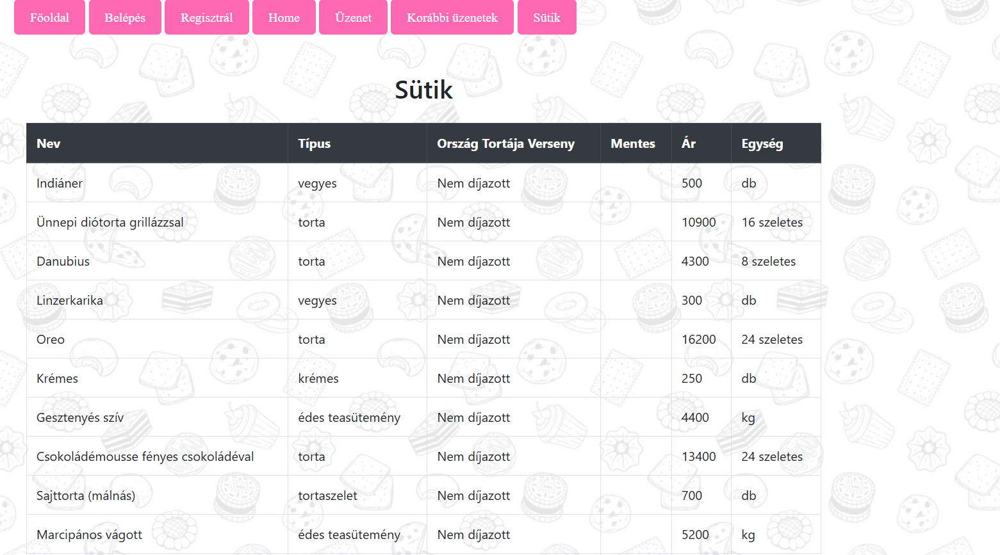 Főoldal Belépés Regisztrál Home Üzenet Korábbi üzenetek Sütik
Sütik
Nev Típus Ország Tortája Verseny Mentes Ár Egység
Indiáner vegyes Nem díjazott 500 db
Ünnepi diótorta grillázzsal torta Nem díjazott 10900 16 szeletes
Danubius torta Nem díjazott 4300 8 szeletes
Linzerkarika vegyes Nem díjazott 300 db
Oreo torta Nem díjazott 16200 24 szeletes
Krémes krémes Nem díjazott 250 db
Gesztenyés szív édes teasütemény Nem díjazott 4400 kg
Csokoládémousse fényes csokoládéval torta Nem díjazott 13400 24 szeletes
Sajttorta (málnás) tortaszelet Nem díjazott 700 db
Marcipános vágott édes teasütemény Nem díjazott 5200 kg